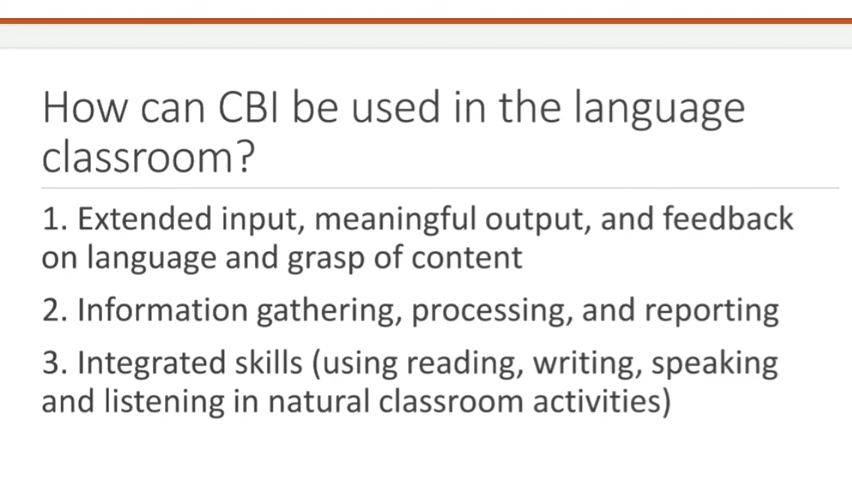 How can CBI be used in the language
classroom?
1. Extended input, meaningful output, and feedback
on language and grasp of content
2. Information gathering, processing, and reporting
3. Integrated skills (using reading, writing, speaking
and listening in natural classroom activities)